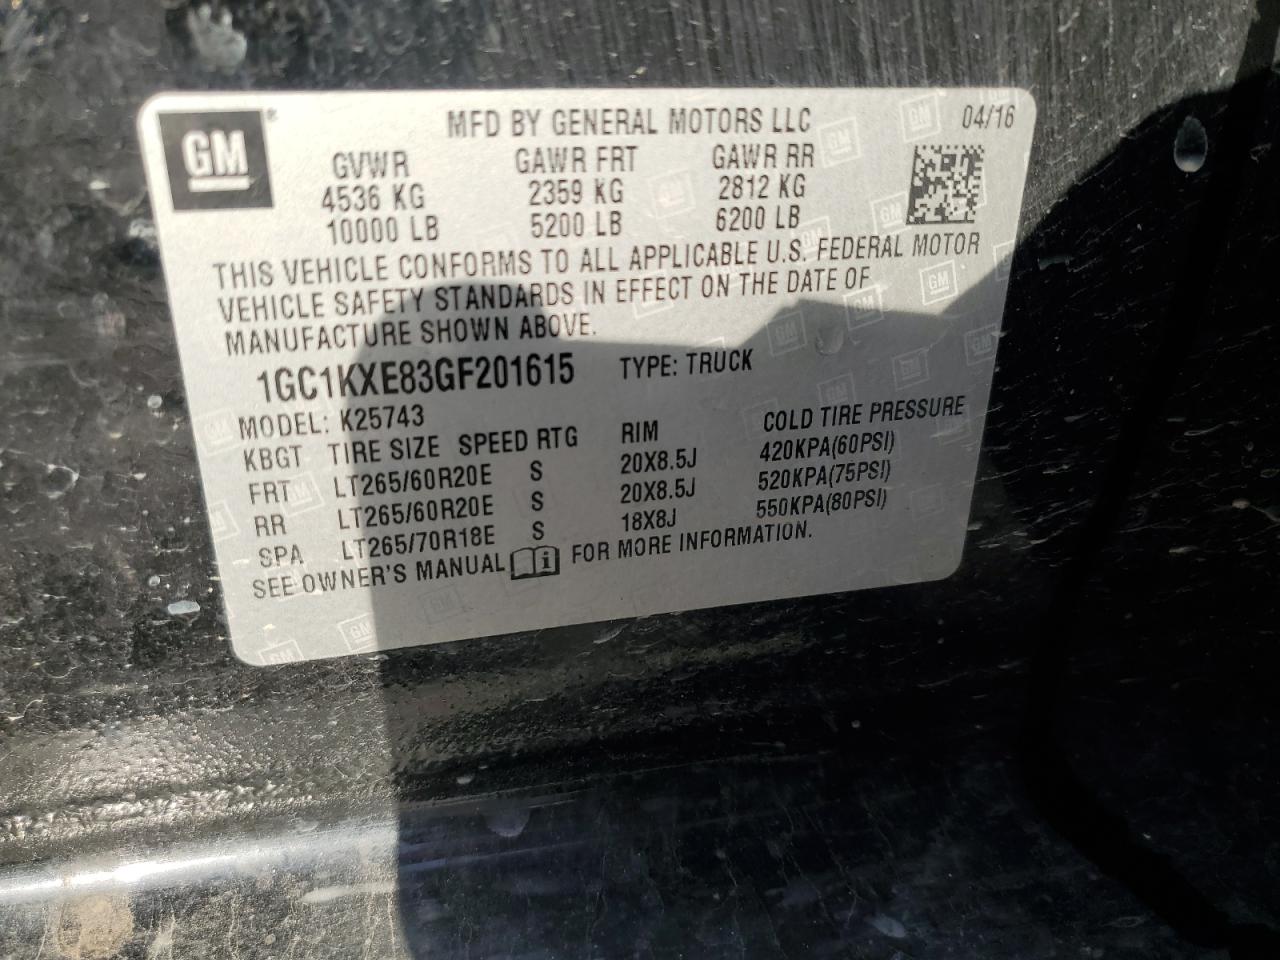 GM ® MFD BY GENERAL MOTORS LLC 04/16
GVWR GAWR FRT GAWR RR
4536 KG 2359 KG 2812 KG
10000 LB 5200 LB 6200 LB
THIS VEHICLE CONFORMS TO ALL APPLICABLE U.S. FEDERAL MOTOR
VEHICLE SAFETY STANDARDS IN EFFECT ON THE DATE OF
MANUFACTURE SHOWN ABOVE.
1GC1KXE83GF201615 TYPE: TRUCK
MODEL: K25743
KBGT TIRE SIZE SPEED RTG RIM COLD TIRE PRESSURE
FRT LT265/60R20E S 20X8.5J 420KPA(60PSI)
RR LT265/60R20E S 20X8.5J 520KPA(75PSI)
SPA LT265/70R18E S 18X8J 550KPA(80PSI)
SEE OWNER'S MANUAL i FOR MORE INFORMATION.